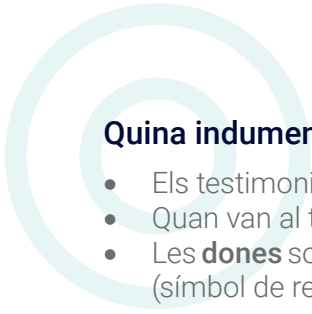 Quina indumen
• Els testimoni
• Quan van al t
• Les dones so
(símbol de re